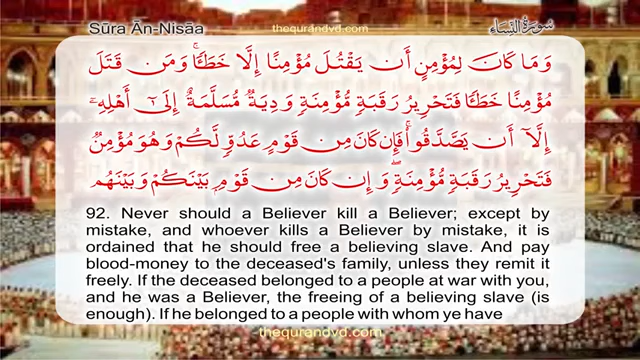 Sūra Ān-Nisāa thequrandvd.com سورة النساء
وَمَا كَانَ لِمُؤْمِنٍ أَن يَقْتُلَ مُؤْمِنًا إِلَّا خَطَـًٔا ۚ وَمَن قَتَلَ
مُؤْمِنًا خَطَـًٔا فَتَحْرِيرُ رَقَبَةٍ مُّؤْمِنَةٍ وَدِيَةٌ مُّسَلَّمَةٌ إِلَىٰٓ أَهْلِهِۦٓ
إِلَّآ أَن يَصَّدَّقُوا۟ ۚ فَإِن كَانَ مِن قَوْمٍ عَدُوٍّ لَّكُمْ وَهُوَ مُؤْمِنٌ
فَتَحْرِيرُ رَقَبَةٍ مُّؤْمِنَةٍ ۖ وَإِن كَانَ مِن قَوْمٍۭ بَيْنَكُمْ وَبَيْنَهُم
92. Never should a Believer kill a Believer; except by
mistake, and whoever kills a Believer by mistake, it is
ordained that he should free a believing slave. And pay
blood-money to the deceased's family, unless they remit it
freely. If the deceased belonged to a people at war with you,
and he was a Believer, the freeing of a believing slave (is
enough). If he belonged to a people with whom ye have
thequrandvd.com